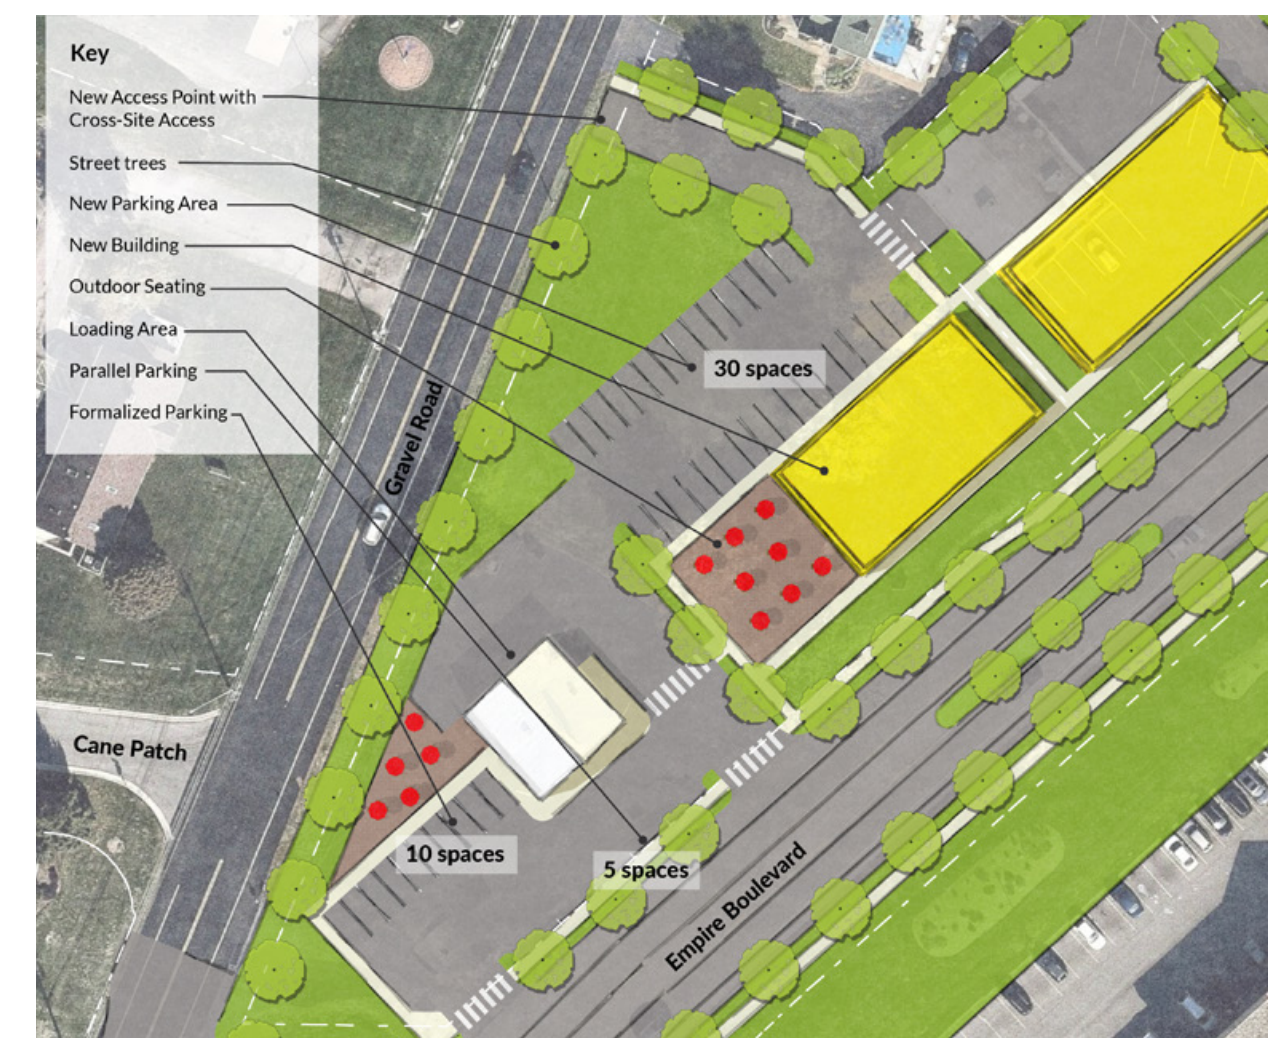 Key
New Access Point with
Cross-Site Access
Street trees
New Parking Area
New Building
Outdoor Seating
Loading Area
Parallel Parking
Formalized Parking
30 spaces
Gravel Road
Cane Patch
10 spaces
5 spaces
Empire Boulevard